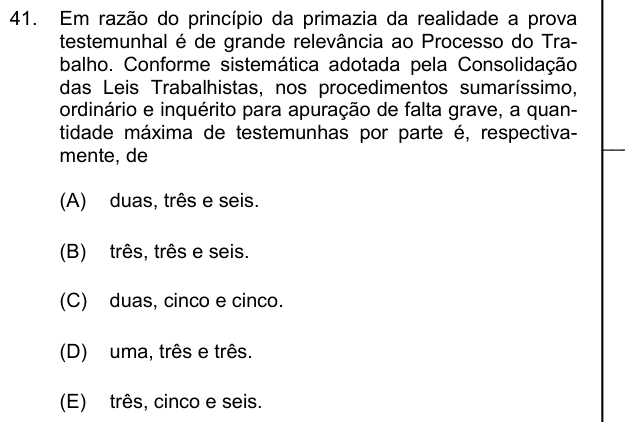 41. Em razão do princípio da primazia da realidade a prova
testemunhal é de grande relevância ao Processo do Tra-
balho. Conforme sistemática adotada pela Consolidação
das Leis Trabalhistas, nos procedimentos sumaríssimo,
ordinário e inquérito para apuração de falta grave, a quan-
tidade máxima de testemunhas por parte é, respectiva-
mente, de
(A) duas, três e seis.
(B) três, três e seis.
(C) duas, cinco e cinco.
(D) uma, três e três.
(E) três, cinco e seis.